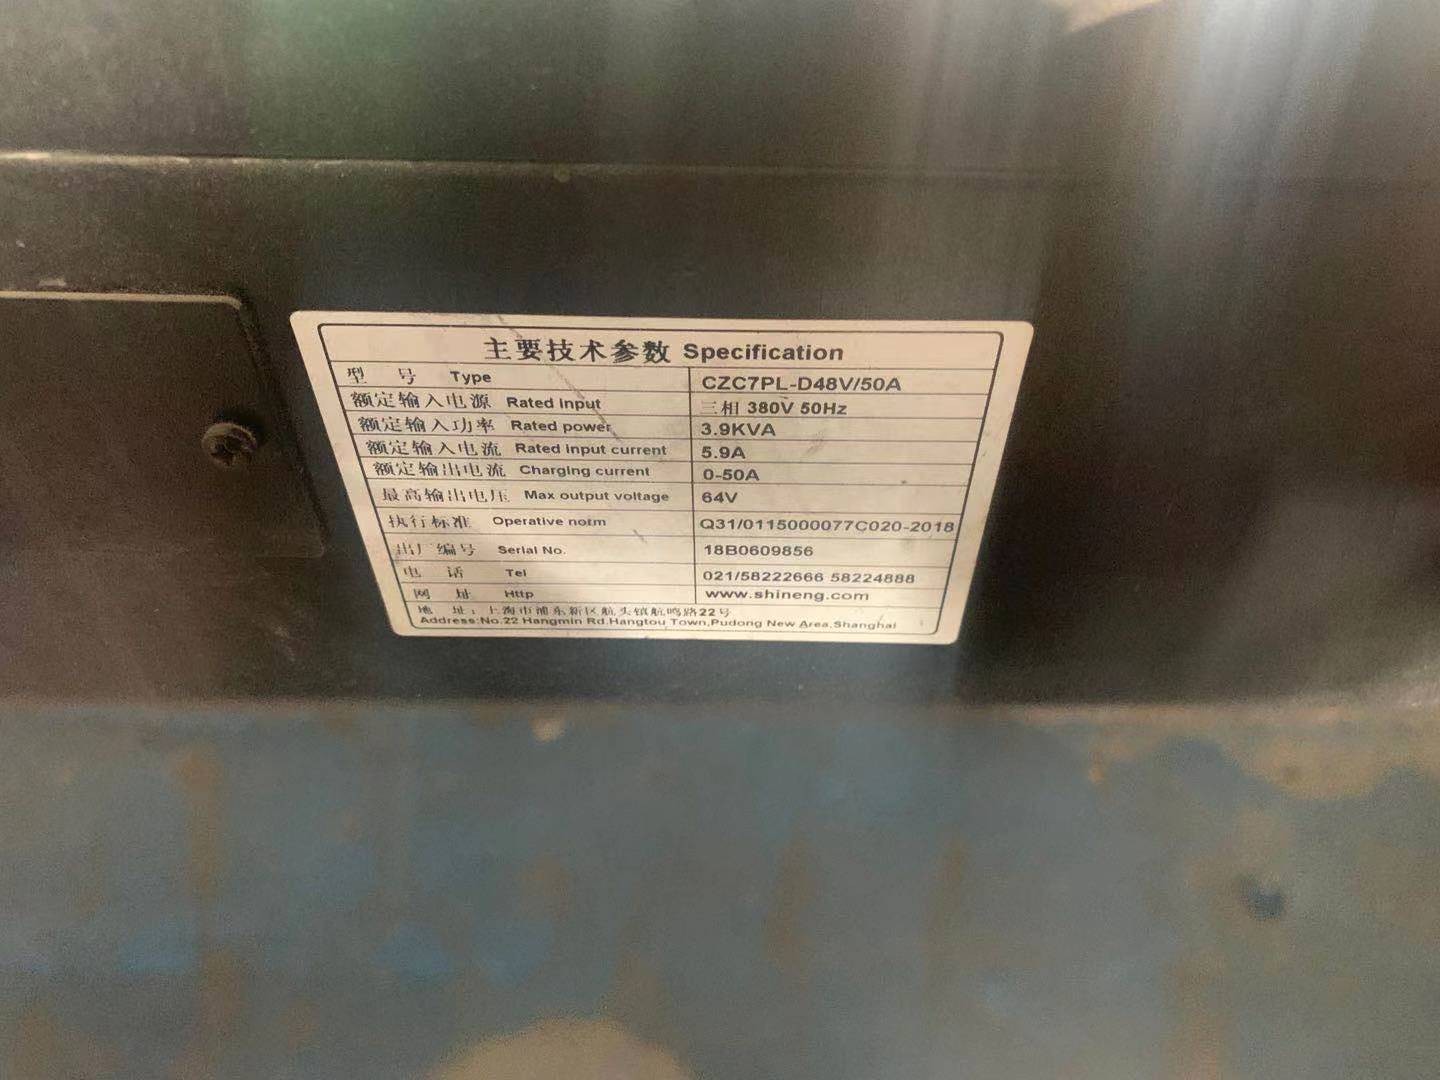 主要技术参数 Specification
型 号 Type CZC7PL-D48V/50A
额定输入电源 Rated input 三相 380V 50Hz
额定输入功率 Rated power 3.9KVA
额定输入电流 Rated input current 5.9A
额定输出电流 Charging current 0-50A
最高输出电压 Max output voltage 64V
执行标准 Operative norm Q31/0115000077C020-2018
出厂编号 Serial No. 18B0609856
电 话 Tel 021/58222666 58224888
网 址 Http www.shineng.com
地 址：上海市浦东新区航头镇航鸣路22号
Address:No.22 Hangmin Rd.Hangtou Town,Pudong New Area,Shanghai